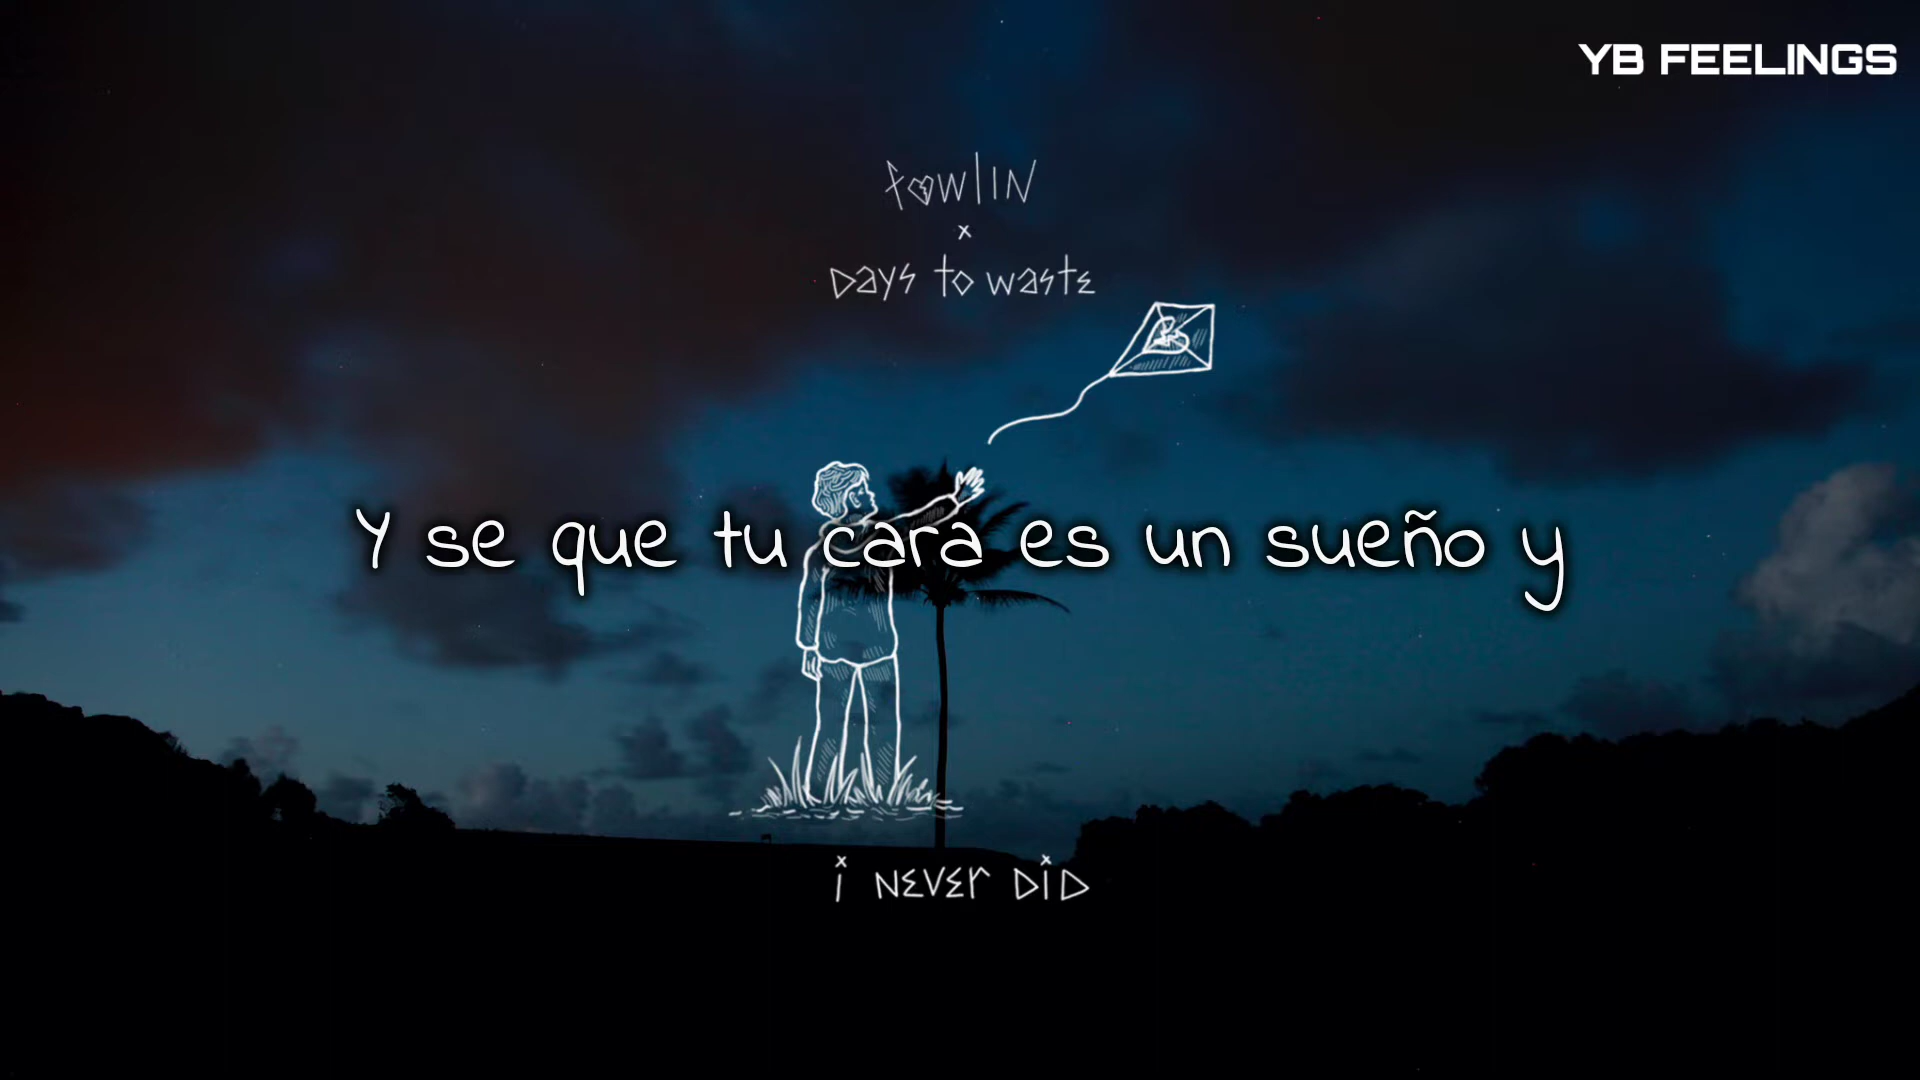 YB FEELINGS
fowlin
x
Days to waste
Y se que tu cara es un sueño y
i never did